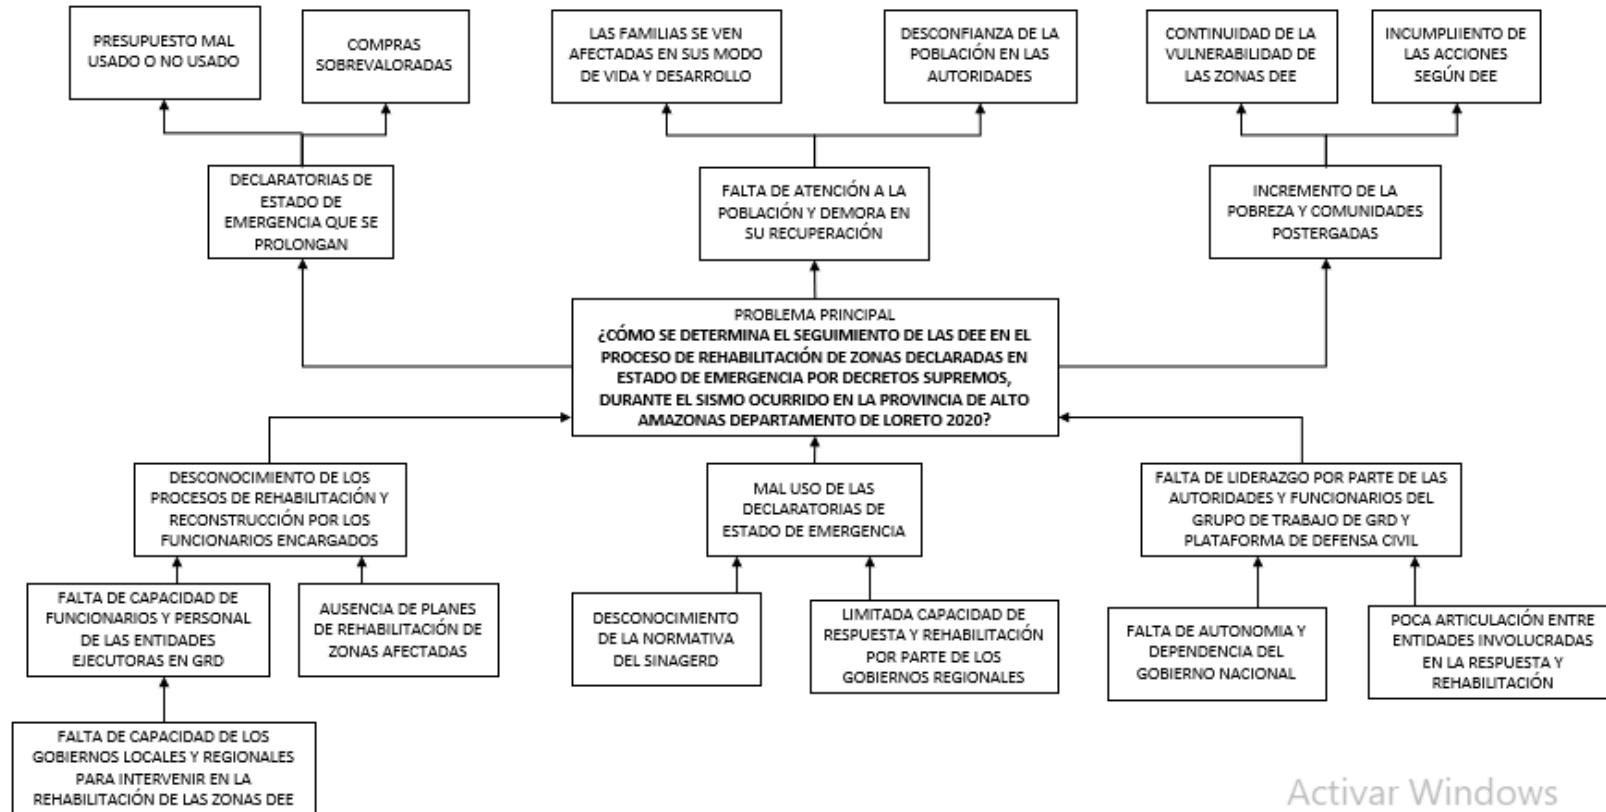 PRESUPUESTO MAL
USADO O NO USADO
COMPRAS
SOBREVALORADAS
LAS FAMILIAS SE VEN
AFECTADAS EN SUS MODO
DE VIDA Y DESARROLLO
DESCONFIANZA DE LA
POBLACIÓN EN LAS
AUTORIDADES
CONTINUIDAD DE LA
VULNERABILIDAD DE
LAS ZONAS DEE
INCUMPLIIENTO DE
LAS ACCIONES
SEGÚN DEE
DECLARATORIAS DE
ESTADO DE
EMERGENCIA QUE SE
PROLONGAN
FALTA DE ATENCIÓN A LA
POBLACIÓN Y DEMORA EN
SU RECUPERACIÓN
INCREMENTO DE LA
POBREZA Y COMUNIDADES
POSTERGADAS
PROBLEMA PRINCIPAL
¿CÓMO SE DETERMINA EL SEGUIMIENTO DE LAS DEE EN EL
PROCESO DE REHABILITACIÓN DE ZONAS DECLARADAS EN
ESTADO DE EMERGENCIA POR DECRETOS SUPREMOS,
DURANTE EL SISMO OCURRIDO EN LA PROVINCIA DE ALTO
AMAZONAS DEPARTAMENTO DE LORETO 2020?
DESCONOCIMIENTO DE LOS
PROCESOS DE REHABILITACIÓN Y
RECONSTRUCCIÓN POR LOS
FUNCIONARIOS ENCARGADOS
MAL USO DE LAS
DECLARATORIAS DE
ESTADO DE EMERGENCIA
FALTA DE LIDERAZGO POR PARTE DE LAS
AUTORIDADES Y FUNCIONARIOS DEL
GRUPO DE TRABAJO DE GRD Y
PLATAFORMA DE DEFENSA CIVIL
FALTA DE CAPACIDAD DE
FUNCIONARIOS Y PERSONAL
DE LAS ENTIDADES
EJECUTORAS EN GRD
AUSENCIA DE PLANES
DE REHABILITACIÓN DE
ZONAS AFECTADAS
DESCONOCIMIENTO
DE LA NORMATIVA
DEL SINAGERD
LIMITADA CAPACIDAD DE
RESPUESTA Y REHABILITACIÓN
POR PARTE DE LOS
GOBIERNOS REGIONALES
FALTA DE AUTONOMIA Y
DEPENDENCIA DEL
GOBIERNO NACIONAL
POCA ARTICULACIÓN ENTRE
ENTIDADES INVOLUCRADAS
EN LA RESPUESTA Y
REHABILITACIÓN
FALTA DE CAPACIDAD DE LOS
GOBIERNOS LOCALES Y REGIONALES
PARA INTERVENIR EN LA
REHABILITACIÓN DE LAS ZONAS DEE
Activar Windows